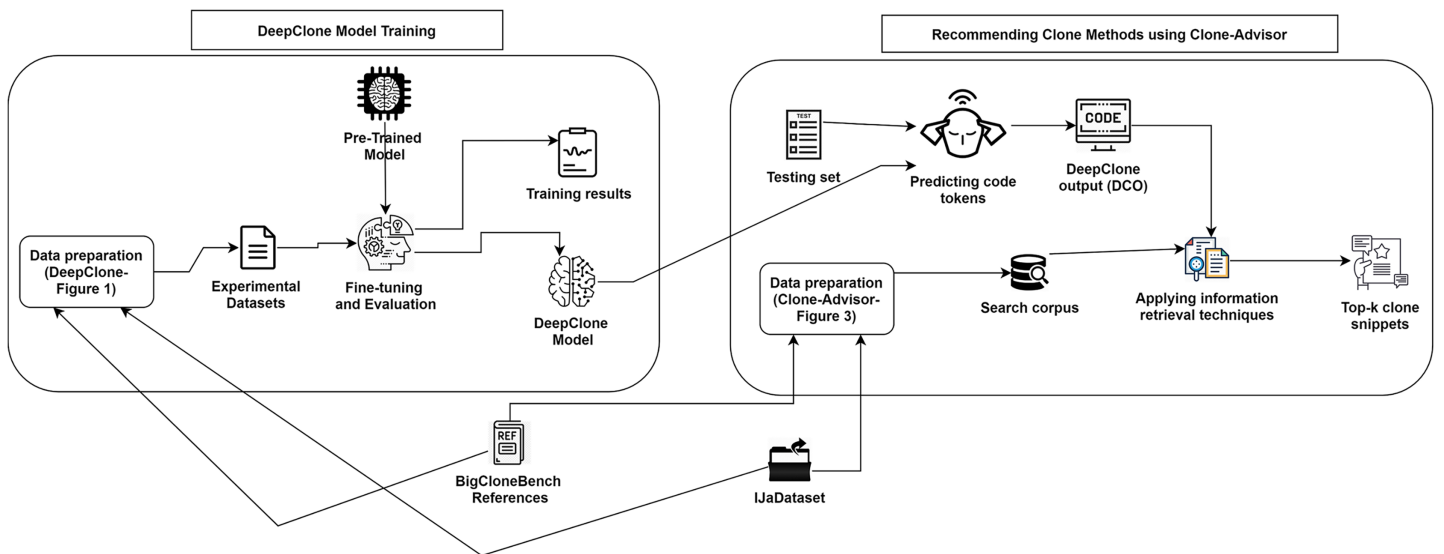 DeepClone Model Training
Pre-Trained
Model
Training results
Data preparation
(DeepClone-
Figure 1)
Experimental
Datasets
Fine-tuning
and Evaluation
DeepClone
Model
Recommending Clone Methods using Clone-Advisor
TEST
Testing set
Predicting code
tokens
CODE
DeepClone
output (DCO)
Data preparation
(Clone-Advisor-
Figure 3)
Search corpus
Applying information
retrieval techniques
Top-k clone
snippets
REF
BigCloneBench
References
IJaDataset